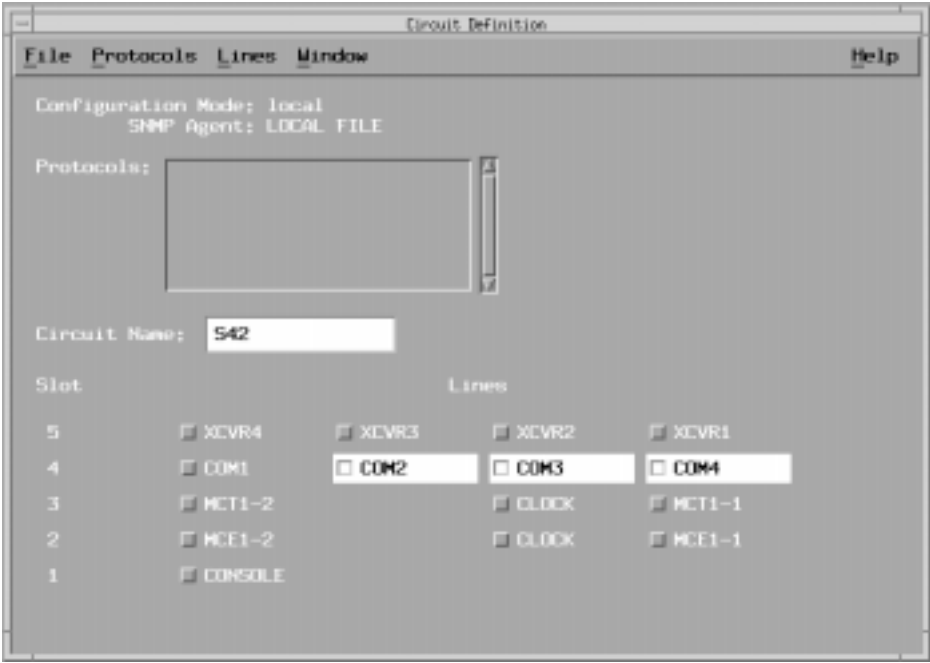 Circuit Definition
File Protocols Lines Window Help
Configuration Mode: local
SNMP Agent: LOCAL FILE
Protocols:
Circuit Name: S42
Slot Lines
5 XCVR4 XCVR3 XCVR2 XCVR1
4 COM1 COM2 COM3 COM4
3 MCT1-2 CLOCK MCT1-1
2 MCE1-2 CLOCK MCE1-1
1 CONSOLE